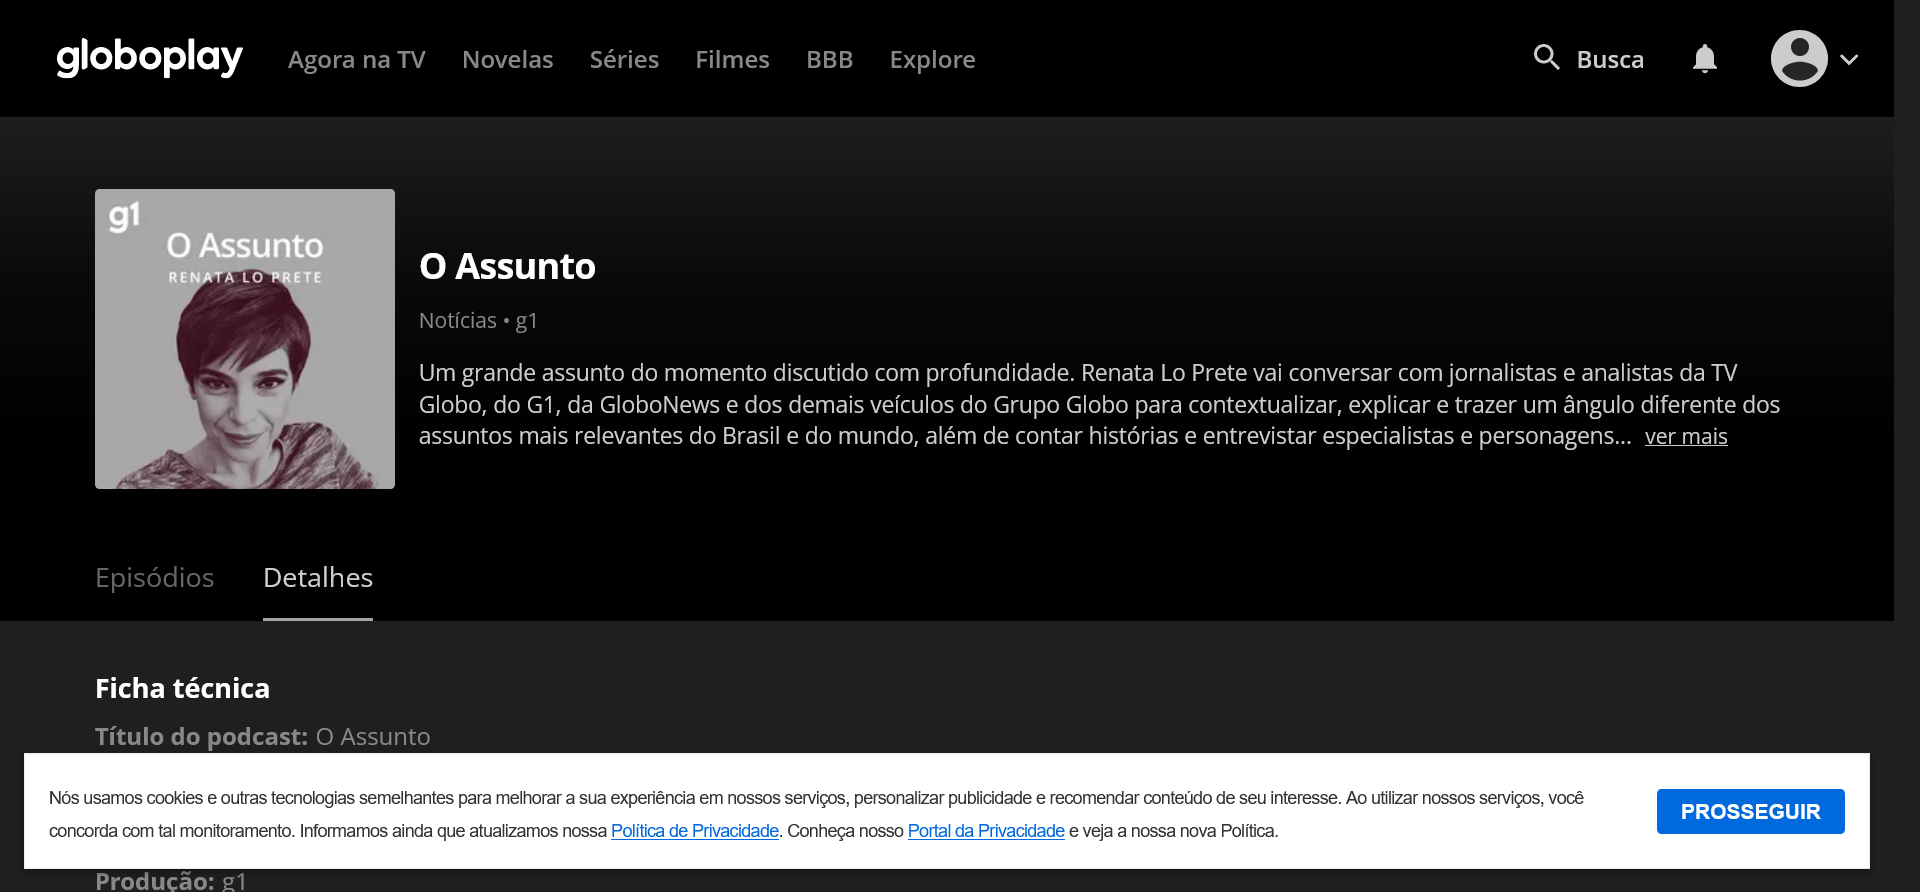 globoplay
Agora na TV
Novelas
Séries
Filmes
BBB
Explore
Busca
g1
O Assunto
RENATA LO PRETE
O Assunto
Notícias • g1
Um grande assunto do momento discutido com profundidade. Renata Lo Prete vai conversar com jornalistas e analistas da TV
Globo, do G1, da GloboNews e dos demais veículos do Grupo Globo para contextualizar, explicar e trazer um ângulo diferente dos
assuntos mais relevantes do Brasil e do mundo, além de contar histórias e entrevistar especialistas e personagens... ver mais
Episódios
Detalhes
Ficha técnica
Título do podcast: O Assunto
Nós usamos cookies e outras tecnologias semelhantes para melhorar a sua experiência em nossos serviços, personalizar publicidade e recomendar conteúdo de seu interesse. Ao utilizar nossos serviços, você
concorda com tal monitoramento. Informamos ainda que atualizamos nossa Política de Privacidade. Conheça nosso Portal da Privacidade e veja a nossa nova Política.
PROSSEGUIR
Produção: g1